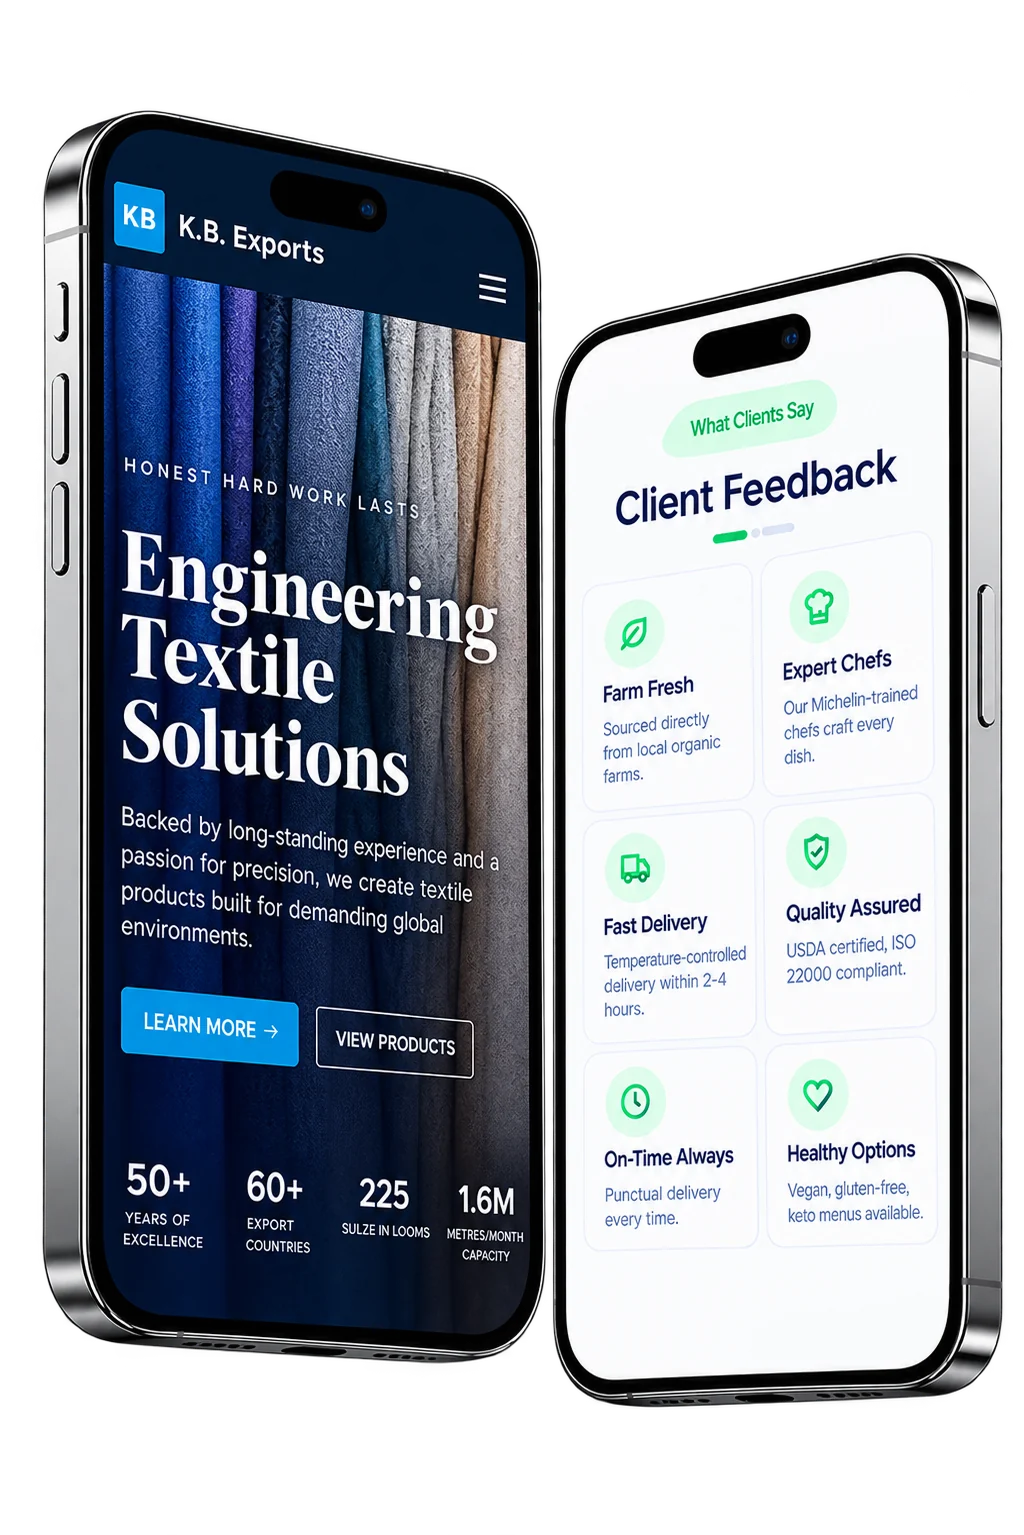 KB
K.B. Exports
HONEST HARD WORK LASTS
Engineering
Textile
Solutions
Backed by long-standing experience and a
passion for precision, we create textile
products built for demanding global
environments.
LEARN MORE →
VIEW PRODUCTS
50+
YEARS OF
EXCELLENCE
60+
EXPORT
COUNTRIES
225
SULZE IN LOOMS
1.6M
METRES/MONTH
CAPACITY
What Clients Say
Client Feedback
Farm Fresh
Sourced directly
from local organic
farms.
Expert Chefs
Our Michelin-trained
chefs craft every
dish.
Fast Delivery
Temperature-controlled
delivery within 2-4
hours.
Quality Assured
USDA certified, ISO
22000 compliant.
On-Time Always
Punctual delivery
every time.
Healthy Options
Vegan, gluten-free,
keto menus available.